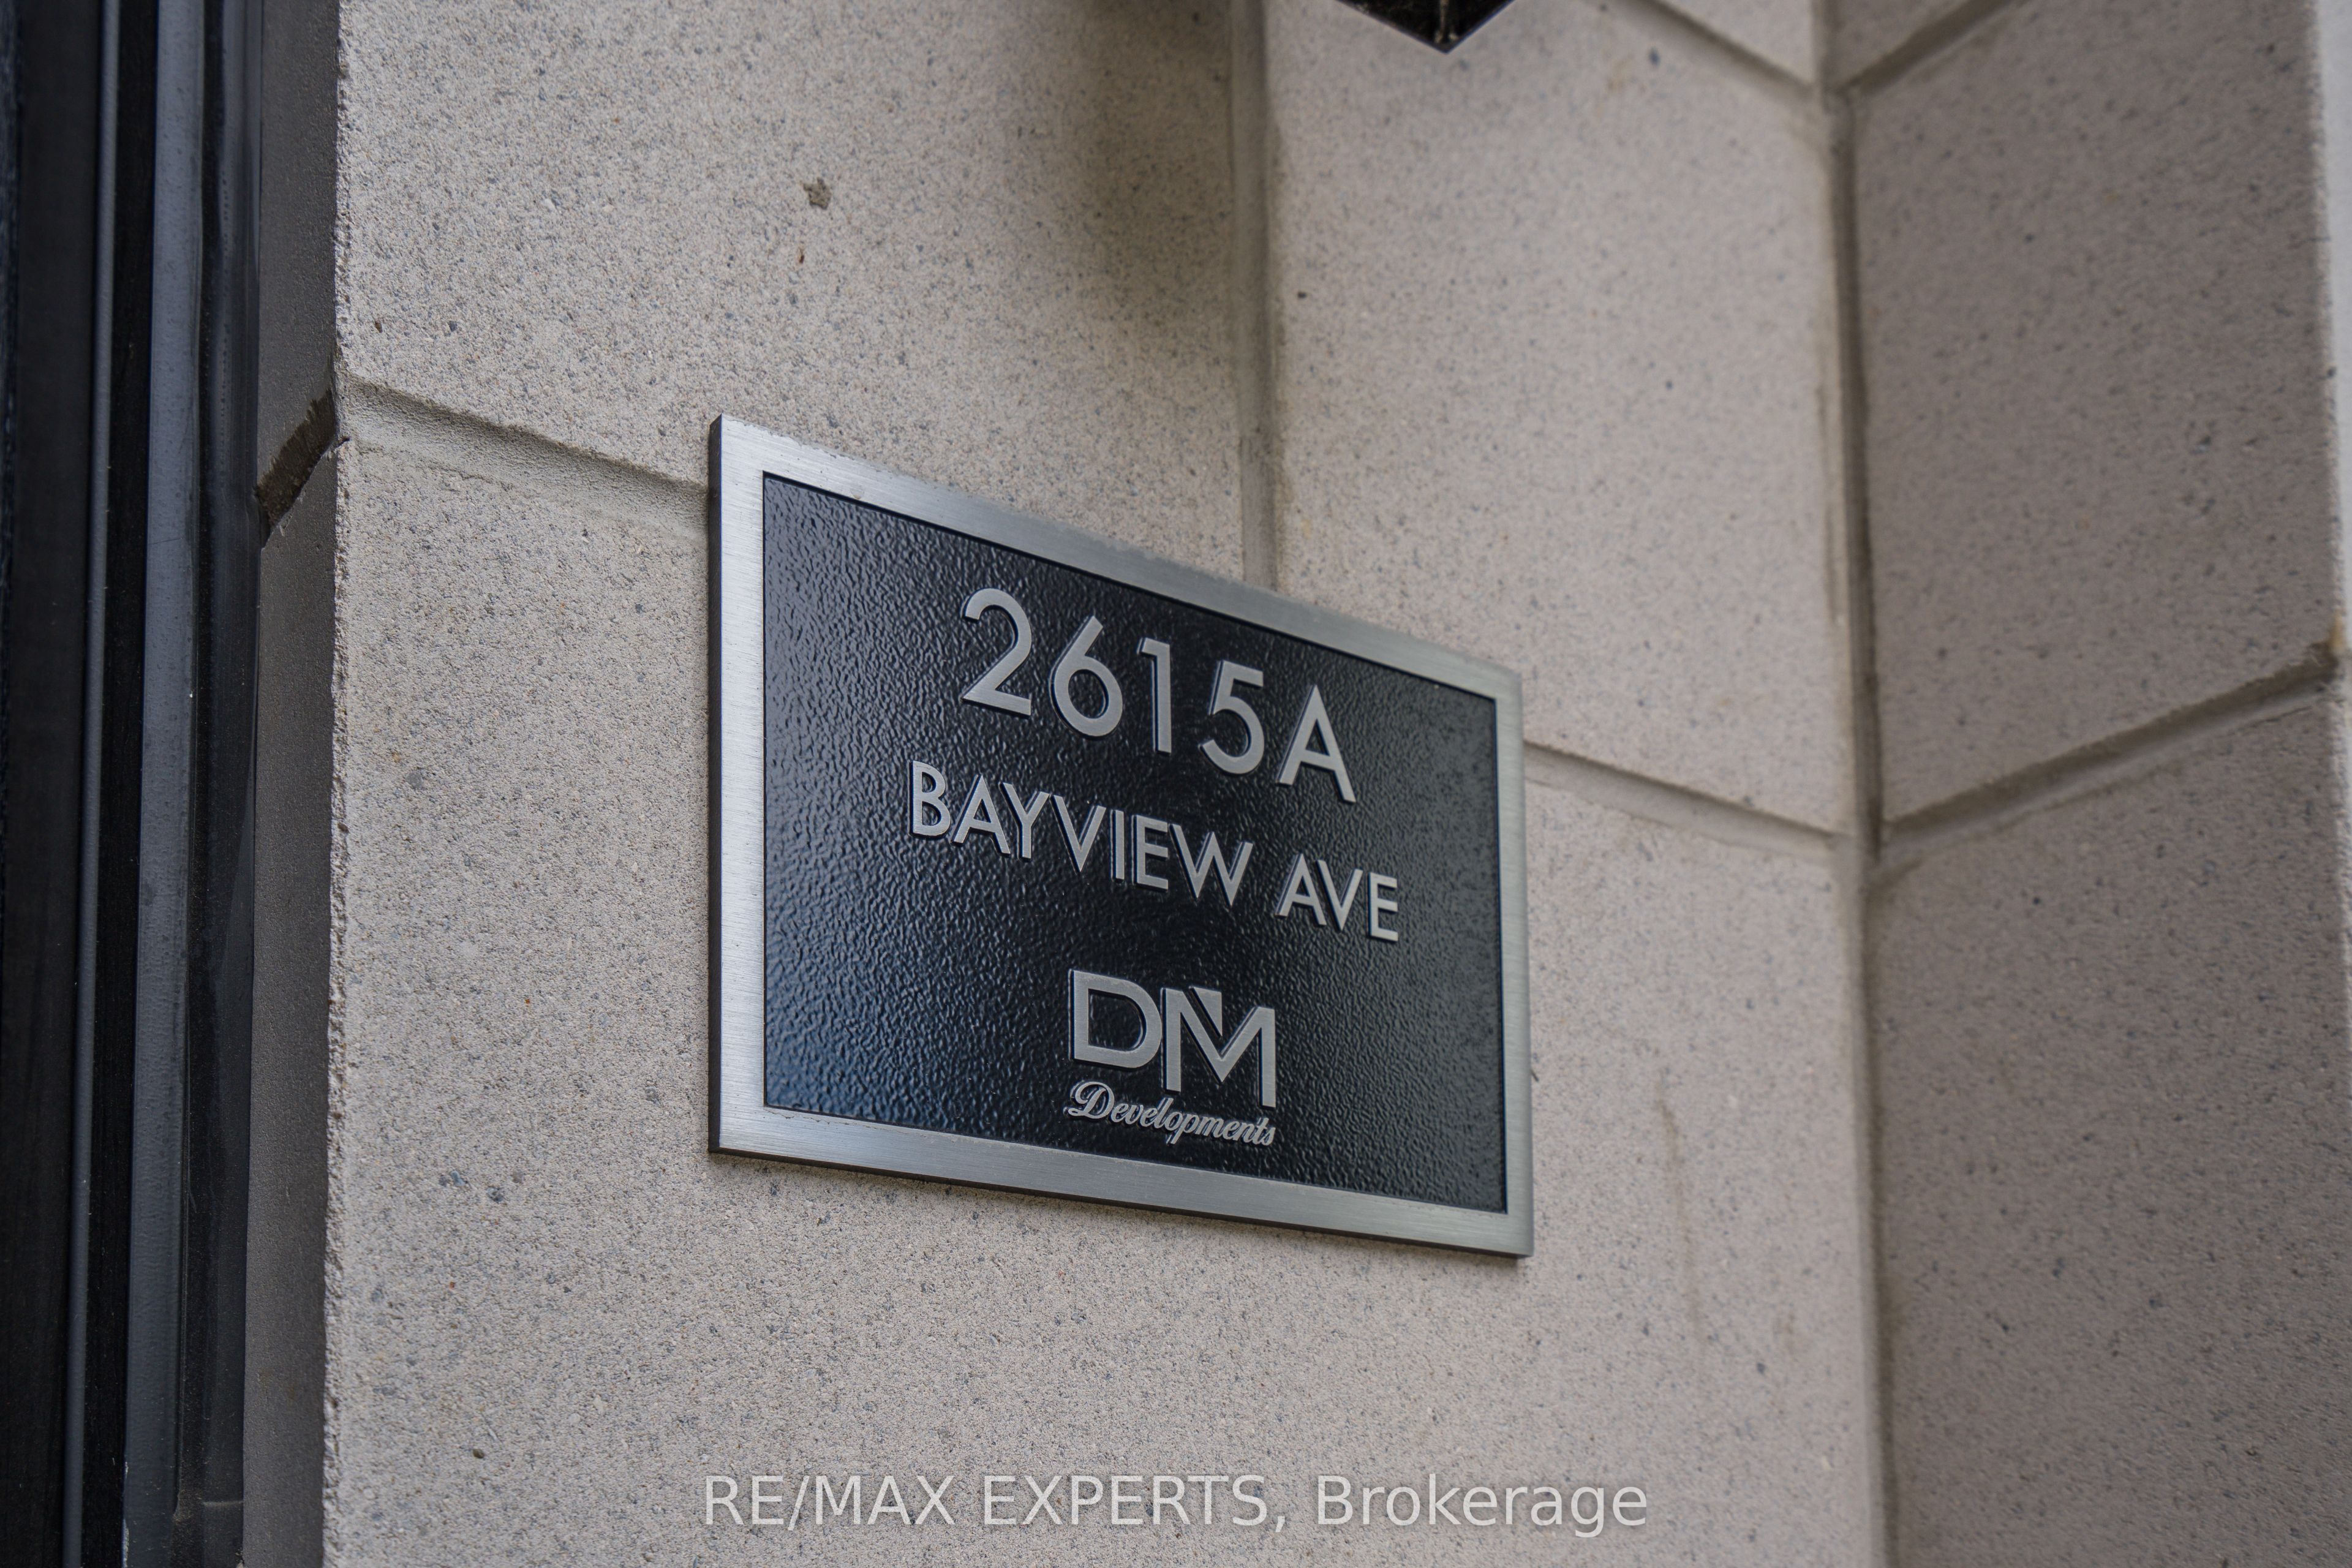 2615A
BAYVIEW AVE
DM
Developments
RE/MAX EXPERTS, Brokerage